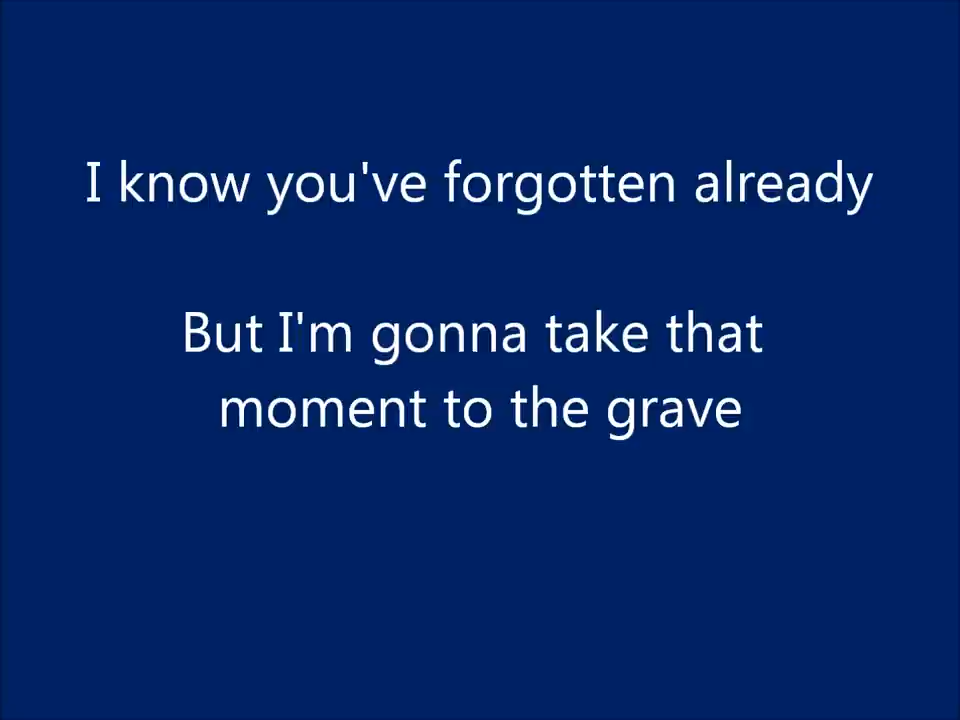 I know you've forgotten already
But I'm gonna take that
moment to the grave